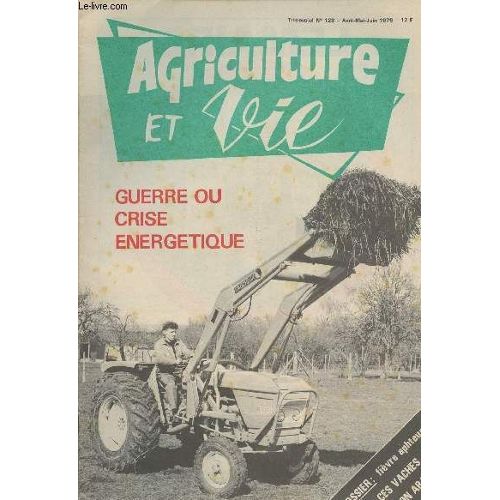 Le-livre.com
Trimestriel N° 128 - Avril-Mai-Juin 1979 12 F
AGriculture
ET Vie
GUERRE OU
CRISE
ENERGETIQUE
fièvre
CES VACHES